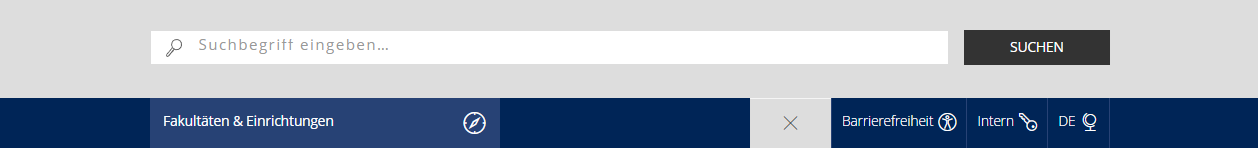 Suchbegriff eingeben...
SUCHEN
Fakultäten & Einrichtungen
Barrierefreiheit
Intern
DE